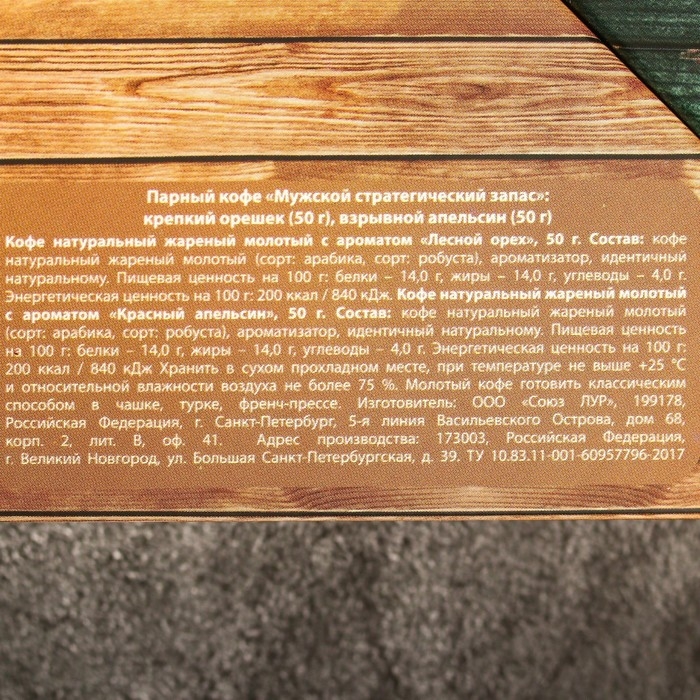 Парный кофе «Мужской стратегический запас»:
крепкий орешек (50 г), взрывной апельсин (50 г)
Кофе натуральный жареный молотый с ароматом «Лесной орех», 50 г. Состав: кофе
натуральный жареный молотый (сорт: арабика, сорт: робуста), ароматизатор, идентичный
натуральному. Пищевая ценность на 100 г: белки – 14,0 г, жиры – 14,0 г, углеводы – 4,0 г.
Энергетическая ценность на 100 г: 200 ккал / 840 кДж. Кофе натуральный жареный молотый
с ароматом «Красный апельсин», 50 г. Состав: кофе натуральный жареный молотый
(сорт: арабика, сорт: робуста), ароматизатор, идентичный натуральному. Пищевая ценность
на 100 г: белки – 14,0 г, жиры – 14,0 г, углеводы – 4,0 г. Энергетическая ценность на 100 г:
200 ккал / 840 кДж Хранить в сухом прохладном месте, при температуре не выше +25 °С
и относительной влажности воздуха не более 75 %. Молотый кофе готовить классическим
способом в чашке, турке, френч-прессе. Изготовитель: ООО «Союз ЛУР», 199178,
Российская Федерация, г. Санкт-Петербург, 5-я линия Васильевского Острова, дом 68,
корп. 2, лит. В, оф. 41. Адрес производства: 173003, Российская Федерация,
г. Великий Новгород, ул. Большая Санкт-Петербургская, д. 39. ТУ 10.83.11-001-60957796-2017